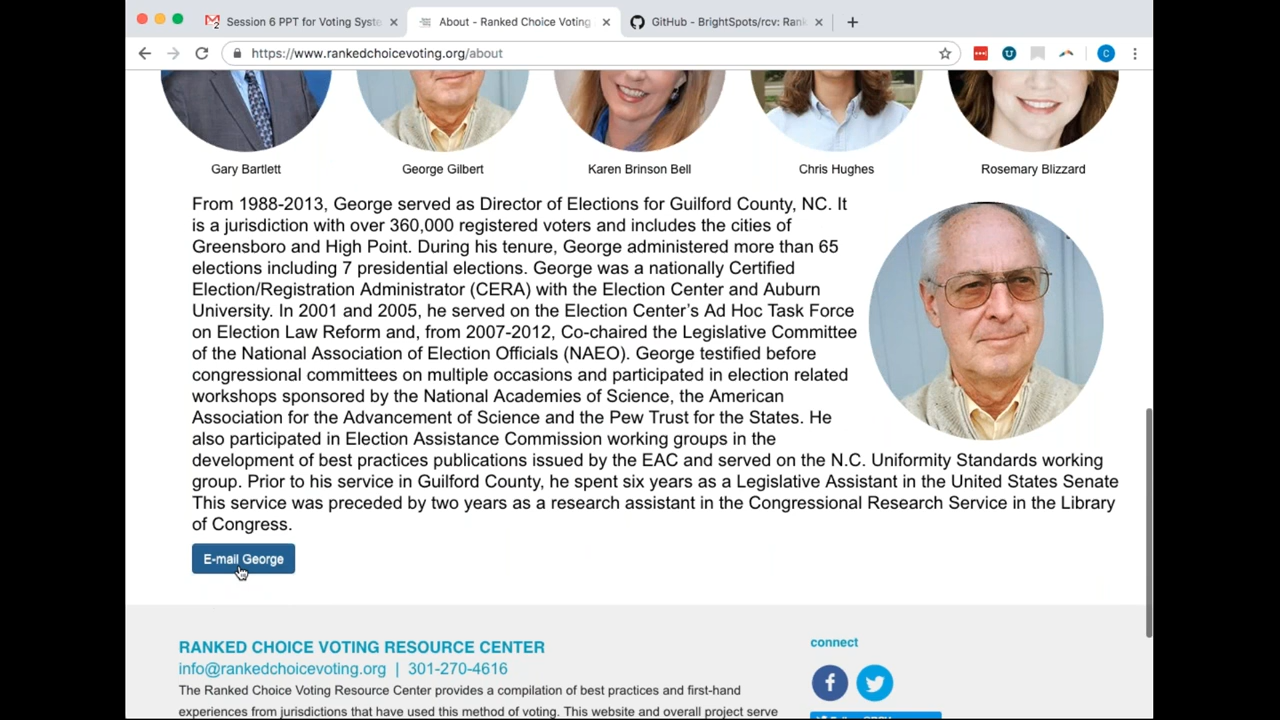 Session 6 PPT for Voting Syste
About - Ranked Choice Voting
GitHub - BrightSpots/rcv: Rank
https://www.rankedchoicevoting.org/about
C
Gary Bartlett
George Gilbert
Karen Brinson Bell
Chris Hughes
Rosemary Blizzard
From 1988-2013, George served as Director of Elections for Guilford County, NC. It
is a jurisdiction with over 360,000 registered voters and includes the cities of
Greensboro and High Point. During his tenure, George administered more than 65
elections including 7 presidential elections. George was a nationally Certified
Election/Registration Administrator (CERA) with the Election Center and Auburn
University. In 2001 and 2005, he served on the Election Center's Ad Hoc Task Force
on Election Law Reform and, from 2007-2012, Co-chaired the Legislative Committee
of the National Association of Election Officials (NAEO). George testified before
congressional committees on multiple occasions and participated in election related
workshops sponsored by the National Academies of Science, the American
Association for the Advancement of Science and the Pew Trust for the States. He
also participated in Election Assistance Commission working groups in the
development of best practices publications issued by the EAC and served on the N.C. Uniformity Standards working
group. Prior to his service in Guilford County, he spent six years as a Legislative Assistant in the United States Senate
This service was preceded by two years as a research assistant in the Congressional Research Service in the Library
of Congress.
E-mail George
RANKED CHOICE VOTING RESOURCE CENTER
info@rankedchoicevoting.org | 301-270-4616
The Ranked Choice Voting Resource Center provides a compilation of best practices and first-hand
experiences from jurisdictions that have used this method of voting. This website and overall project serve
connect